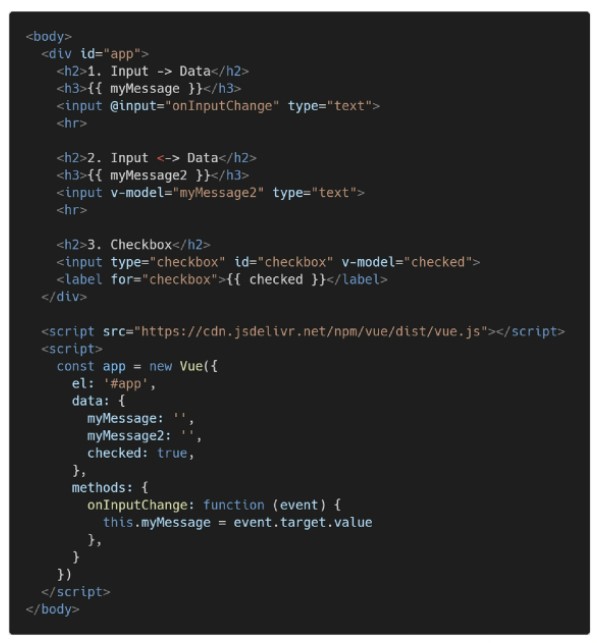 <body>
<div id="app">
<h2>1. Input -> Data</h2>
<h3>{{ myMessage }}</h3>
<input @input="onInputChange" type="text">
<hr>
<h2>2. Input <-> Data</h2>
<h3>{{ myMessage2 }}</h3>
<input v-model="myMessage2" type="text">
<hr>
<h2>3. Checkbox</h2>
<input type="checkbox" id="checkbox" v-model="checked">
<label for="checkbox">{{ checked }}</label>
</div>
<script src="https://cdn.jsdelivr.net/npm/vue/dist/vue.js"></script>
<script>
const app = new Vue({
el: '#app',
data: {
myMessage: '',
myMessage2: '',
checked: true,
},
methods: {
onInputChange: function (event) {
this.myMessage = event.target.value
},
}
})
</script>
</body>